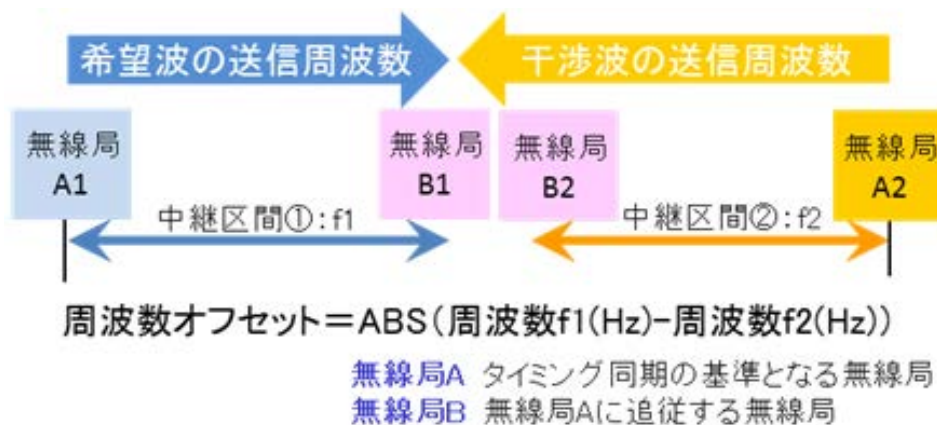 希望波の送信周波数
干渉波の送信周波数
無線局
A1
無線局
B1
無線局
B2
無線局
A2
中継区間①:f1
中継区間②:f2
周波数オフセット=ABS(周波数f1(Hz)-周波数f2(Hz))
無線局A タイミング同期の基準となる無線局
無線局B 無線局Aに追従する無線局